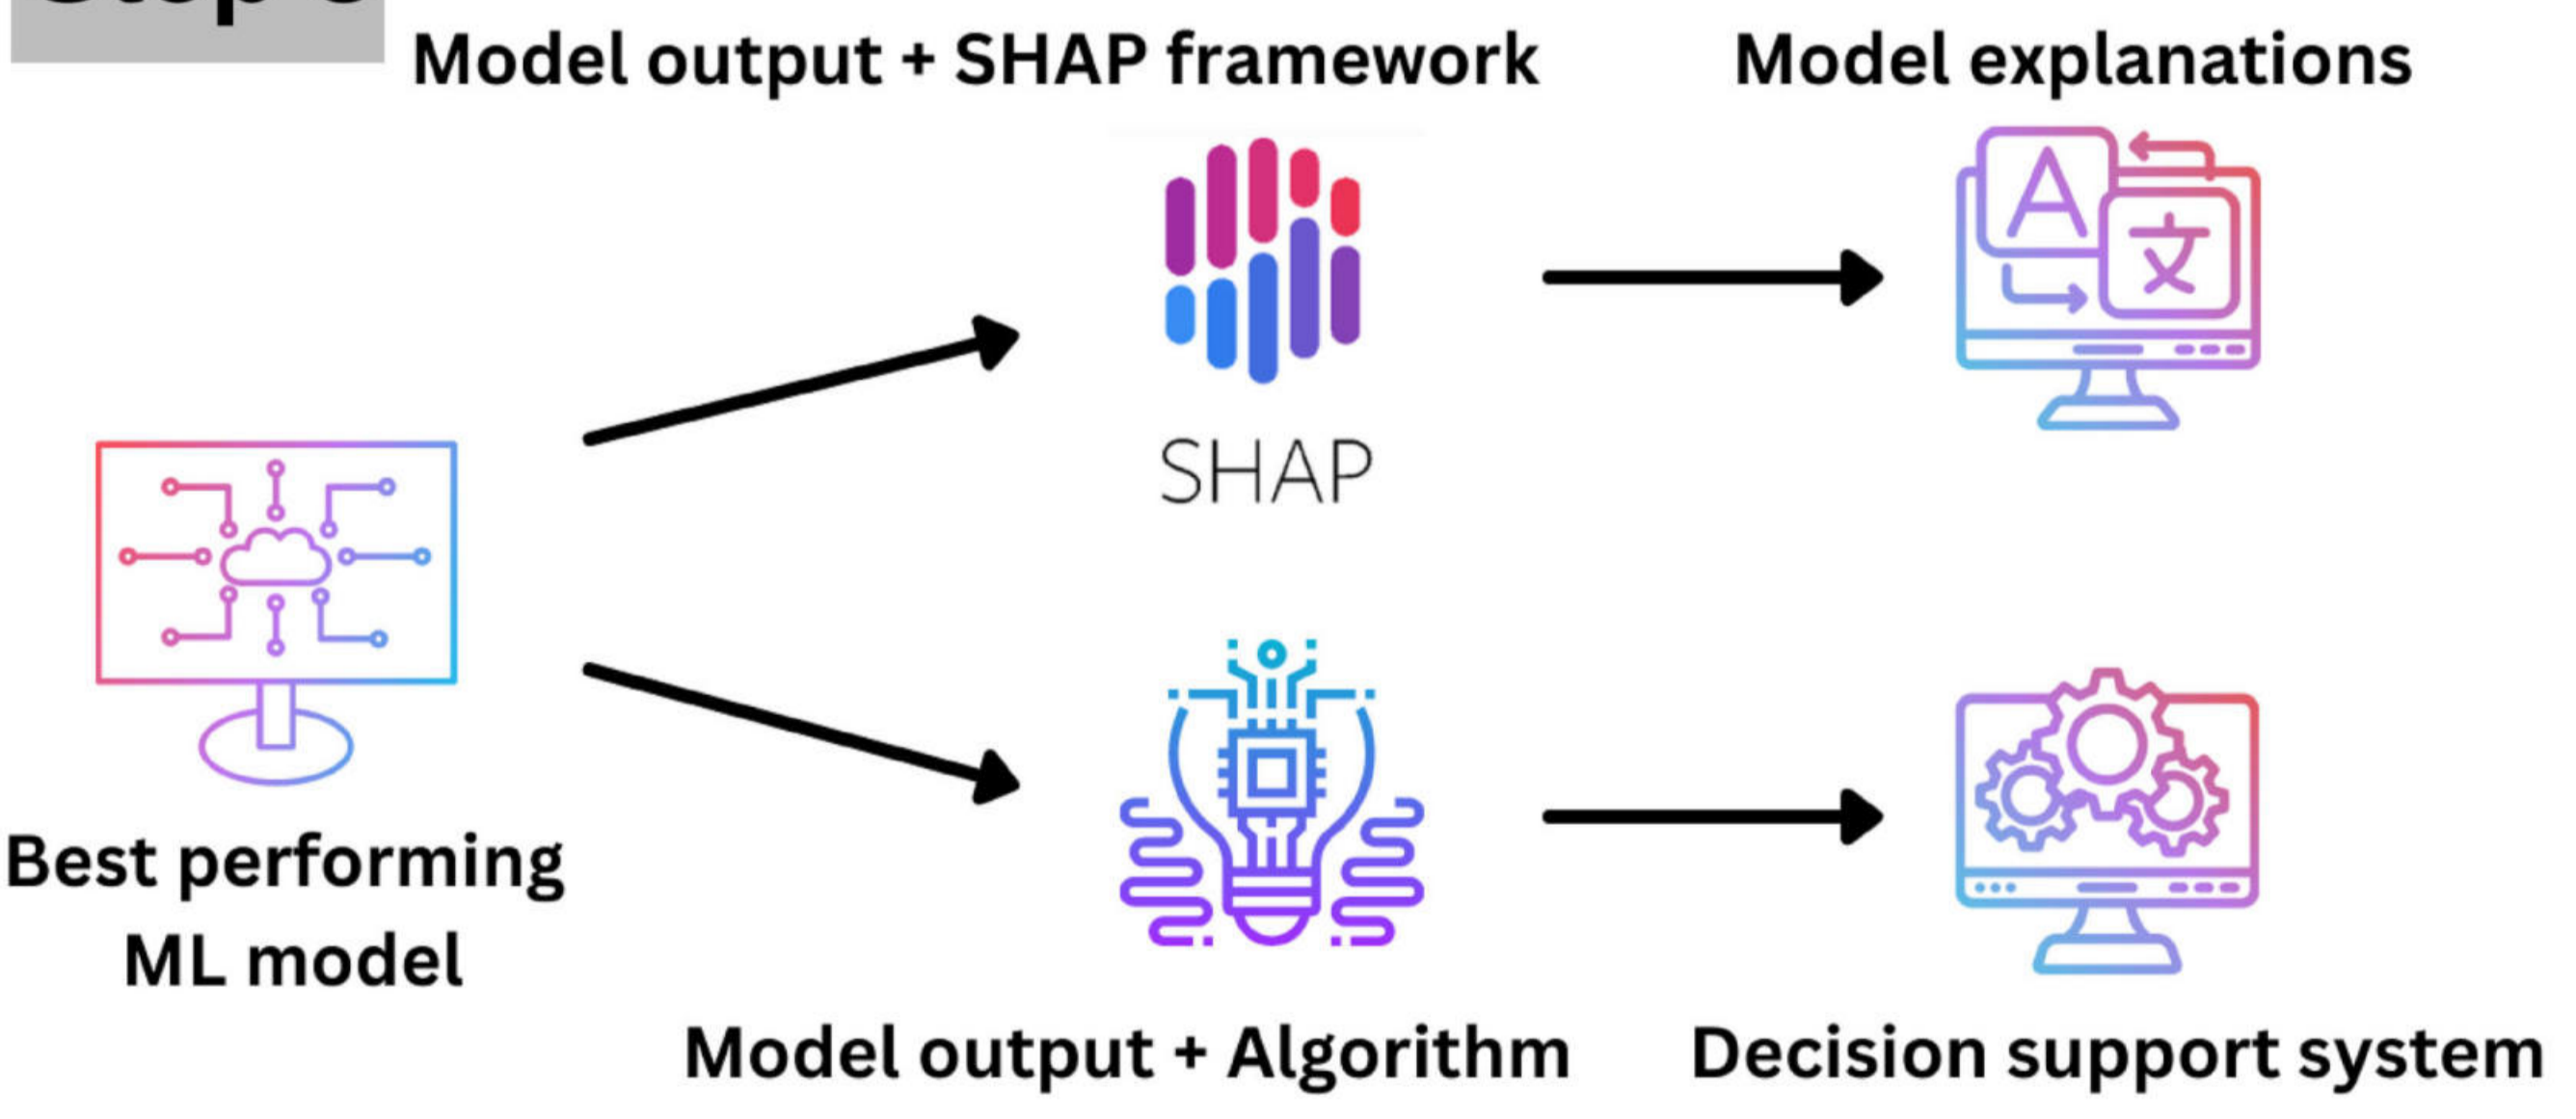 Model output + SHAP framework
Model explanations
A
文
SHAP
Best performing
ML model
Model output + Algorithm
Decision support system